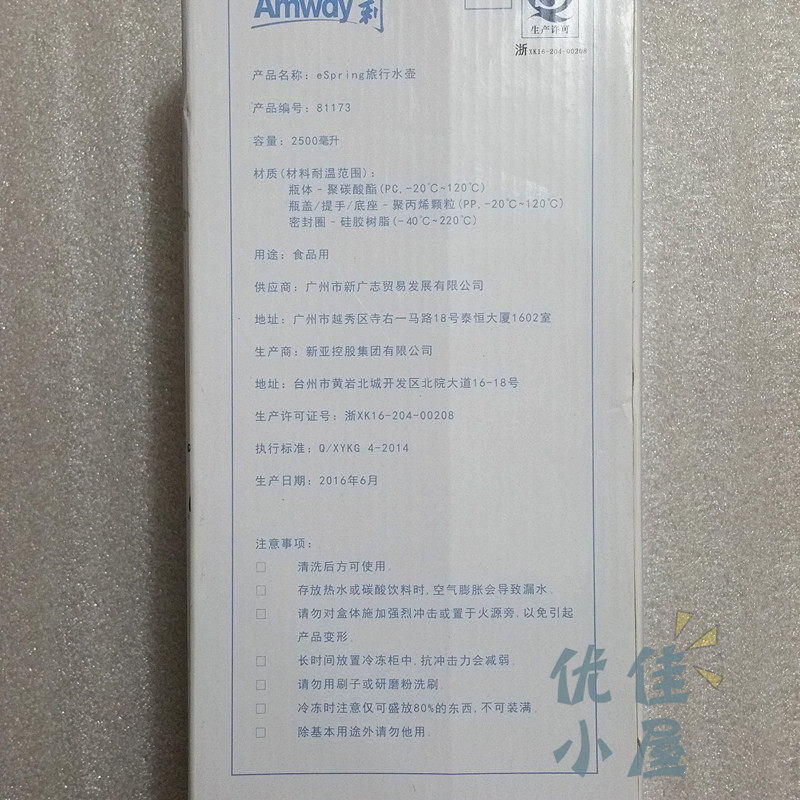 Amway
利
生产许可
浙XK16-204-00208
产品名称：eSpring旅行水壶
产品编号：81173
容量：2500毫升
材质(材料耐温范围)：
瓶体-聚碳酸酯(PC,-20℃~120℃)
瓶盖/提手/底座-聚丙烯颗粒(PP,-20℃~120℃)
密封圈-硅胶树脂(-40℃~220℃)
用途：食品用
供应商：广州市新广志贸易发展有限公司
地址：广州市越秀区寺右一马路18号泰恒大厦1602室
生产商：新亚控股集团有限公司
地址：台州市黄岩北城开发区北院大道16-18号
生产许可证号：浙XK16-204-00208
执行标准：Q/XYKG 4-2014
生产日期：2016年6月
注意事项：
□ 清洗后方可使用.
□ 存放热水或碳酸饮料时,空气膨胀会导致漏水.
□ 请勿对盒体施加强烈冲击或置于火源旁,以免引起
产品变形.
□ 长时间放置冷冻柜中,抗冲击力会减弱.
□ 请勿用刷子或研磨粉洗刷.
□ 冷冻时注意仅可盛放80%的东西,不可装满.
□ 除基本用途外请勿他用.
优佳
小屋